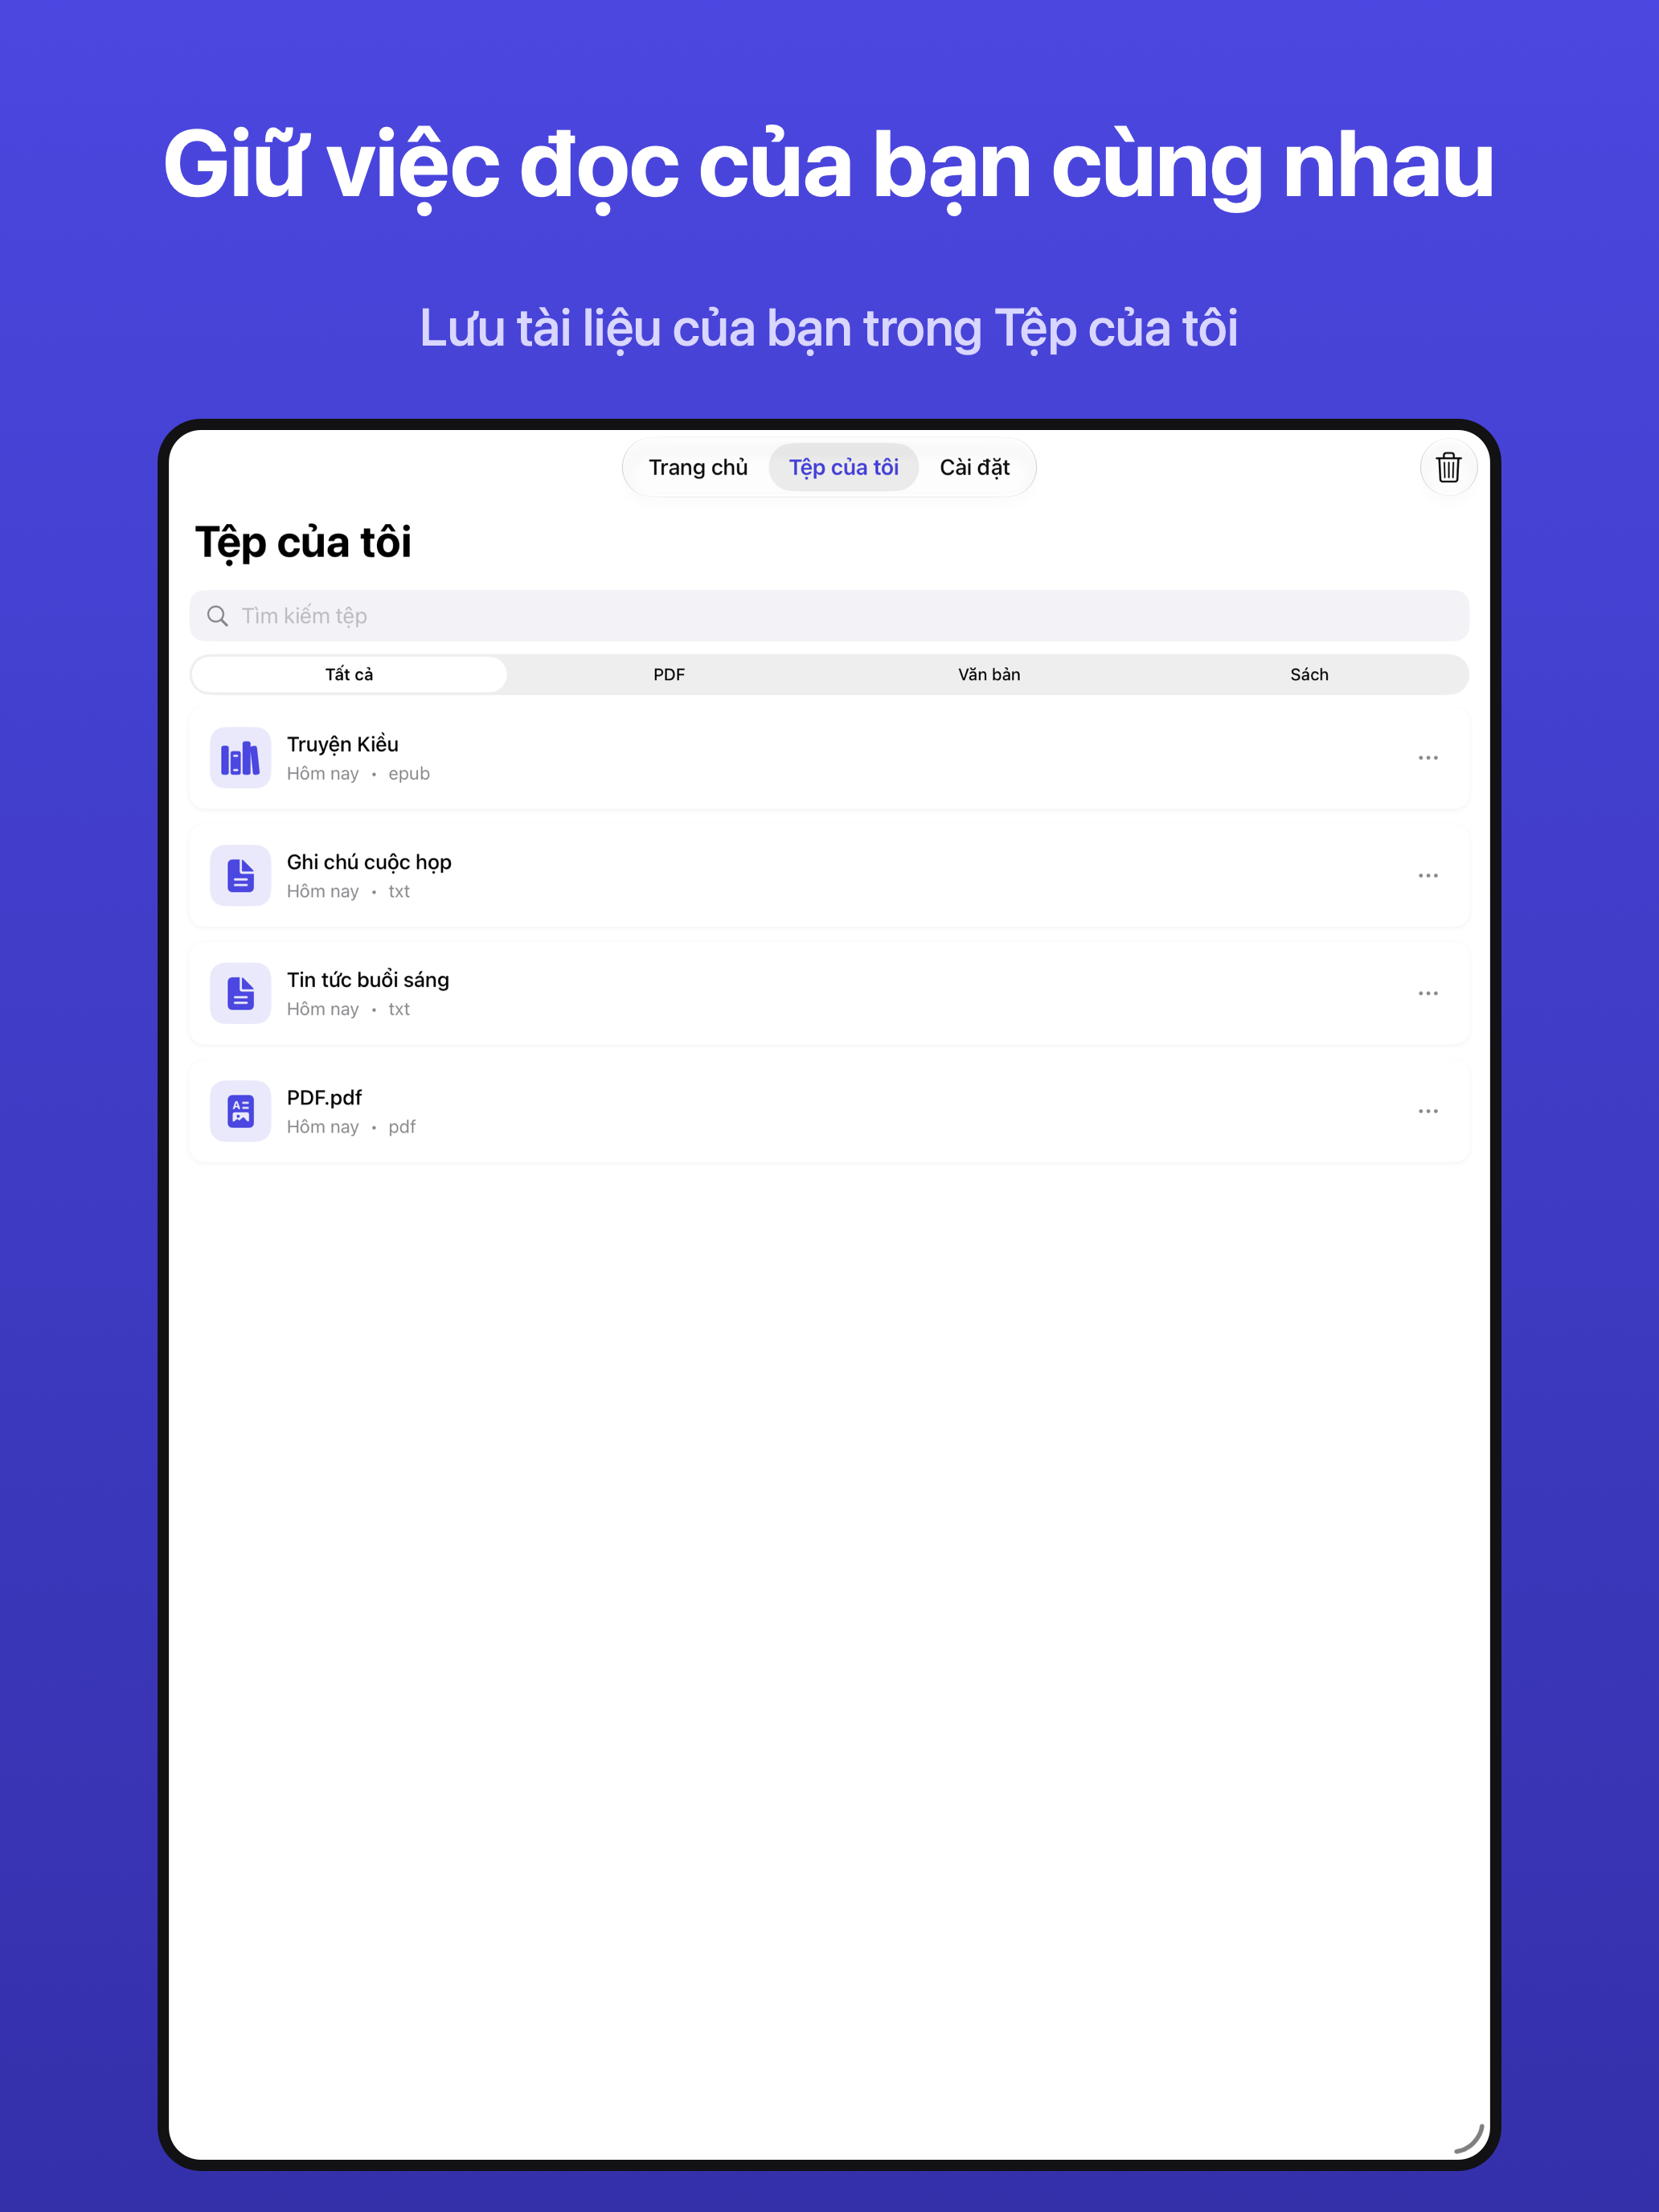 Giữ việc đọc của bạn cùng nhau
Lưu tài liệu của bạn trong Tệp của tôi
Trang chủ Tệp của tôi Cài đặt
Tệp của tôi
Tìm kiếm tệp
Tất cả PDF Văn bản Sách
Truyện Kiều
Hôm nay • epub
Ghi chú cuộc họp
Hôm nay • txt
Tin tức buổi sáng
Hôm nay • txt
PDF.pdf
Hôm nay • pdf